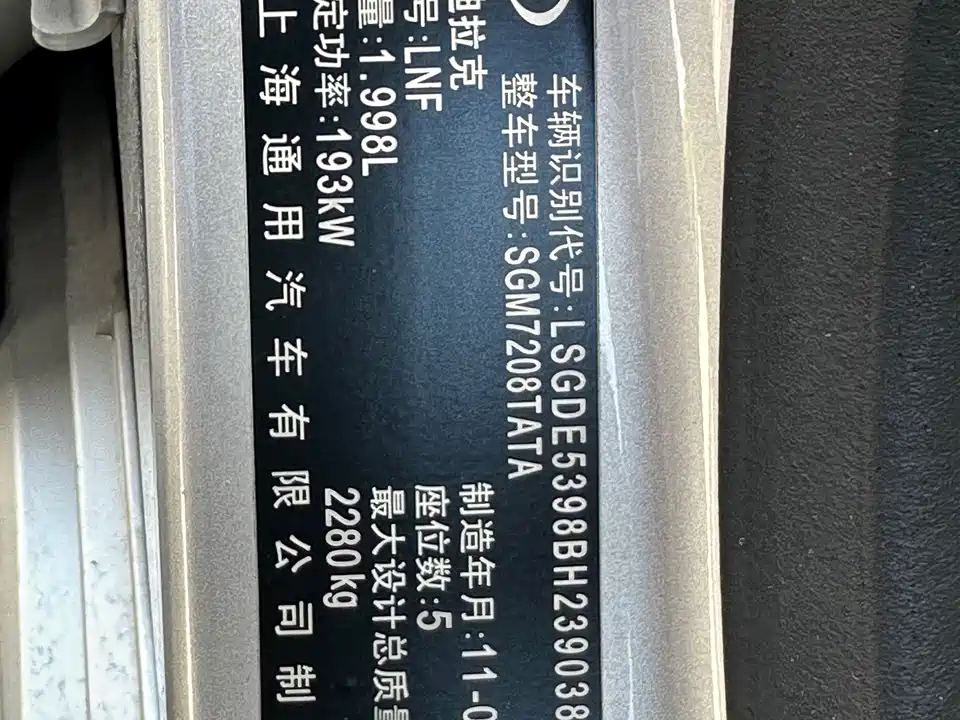 车辆识别代号:LSGDE5398BH239038
整车型号:SGM7208TATA
迪拉克
制造年月:11-0
号:LNF
座位数:5
量:1.998L
最大设计总质量
定功率:193kW
2280kg
上海通用汽车有限公司制